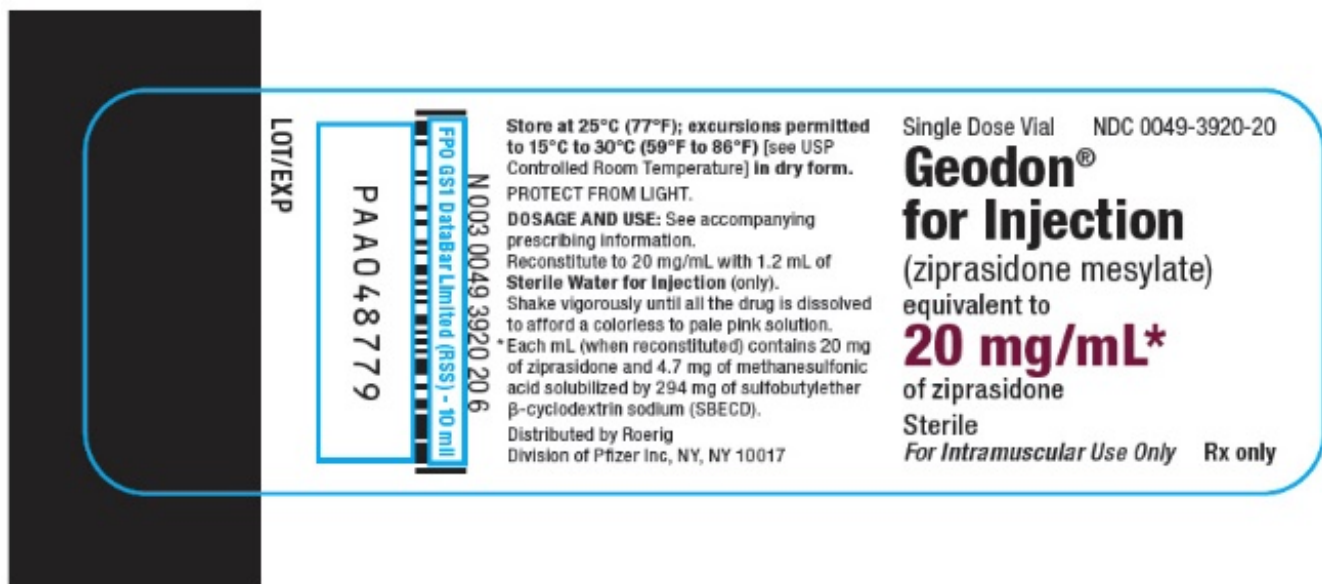 LOT/EXP
PAA048779
FPO GS1 DataBar Limited (RSS) - 10 mil
N 003 0049 3920 20 6
Store at 25°C (77°F); excursions permitted
to 15°C to 30°C (59°F to 86°F) [see USP
Controlled Room Temperature] in dry form.
PROTECT FROM LIGHT.
DOSAGE AND USE: See accompanying
prescribing information.
Reconstitute to 20 mg/mL with 1.2 mL of
Sterile Water for Injection (only).
Shake vigorously until all the drug is dissolved
to afford a colorless to pale pink solution.
*Each mL (when reconstituted) contains 20 mg
of ziprasidone and 4.7 mg of methanesulfonic
acid solubilized by 294 mg of sulfobutylether
β-cyclodextrin sodium (SBECD).
Distributed by Roerig
Division of Pfizer Inc, NY, NY 10017
Single Dose Vial NDC 0049-3920-20
Geodon®
for Injection
(ziprasidone mesylate)
equivalent to
20 mg/mL*
of ziprasidone
Sterile
For Intramuscular Use Only Rx only